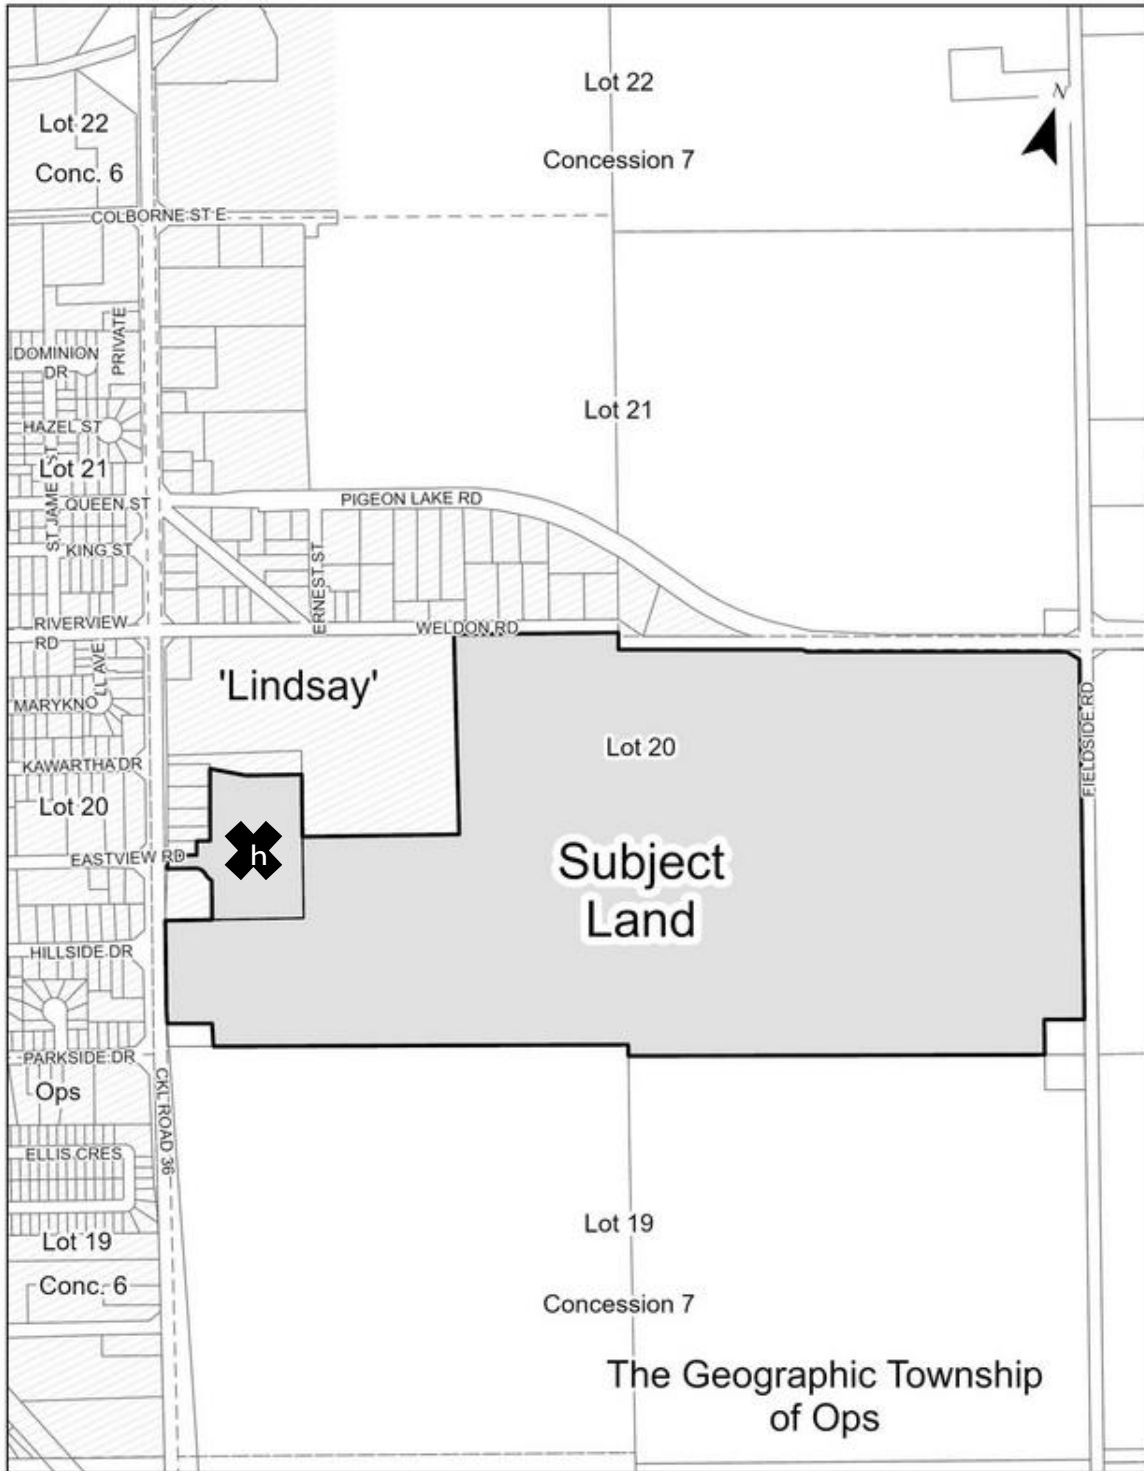 Lot 22
N
Lot 22
Concession 7
Conc. 6
COLBORNE ST E
PRIVATE
DOMINION
DR
Lot 21
HAZEL ST
Lot 21
ST JAMES ST
QUEEN ST
PIGEON LAKE RD
KING ST
ERNEST ST
RIVERVIEW
RD
WELDON RD
MARYKNO
LL AVE
'Lindsay'
FIELDSIDE RD
Lot 20
KAWARTHA DR
Lot 20
EASTVIEW RD
h
Subject
Land
HILLSIDE DR
PARKSIDE DR
Ops
CKL ROAD 36
ELLIS CRES
Lot 19
Lot 19
Conc. 6
Concession 7
The Geographic Township
of Ops